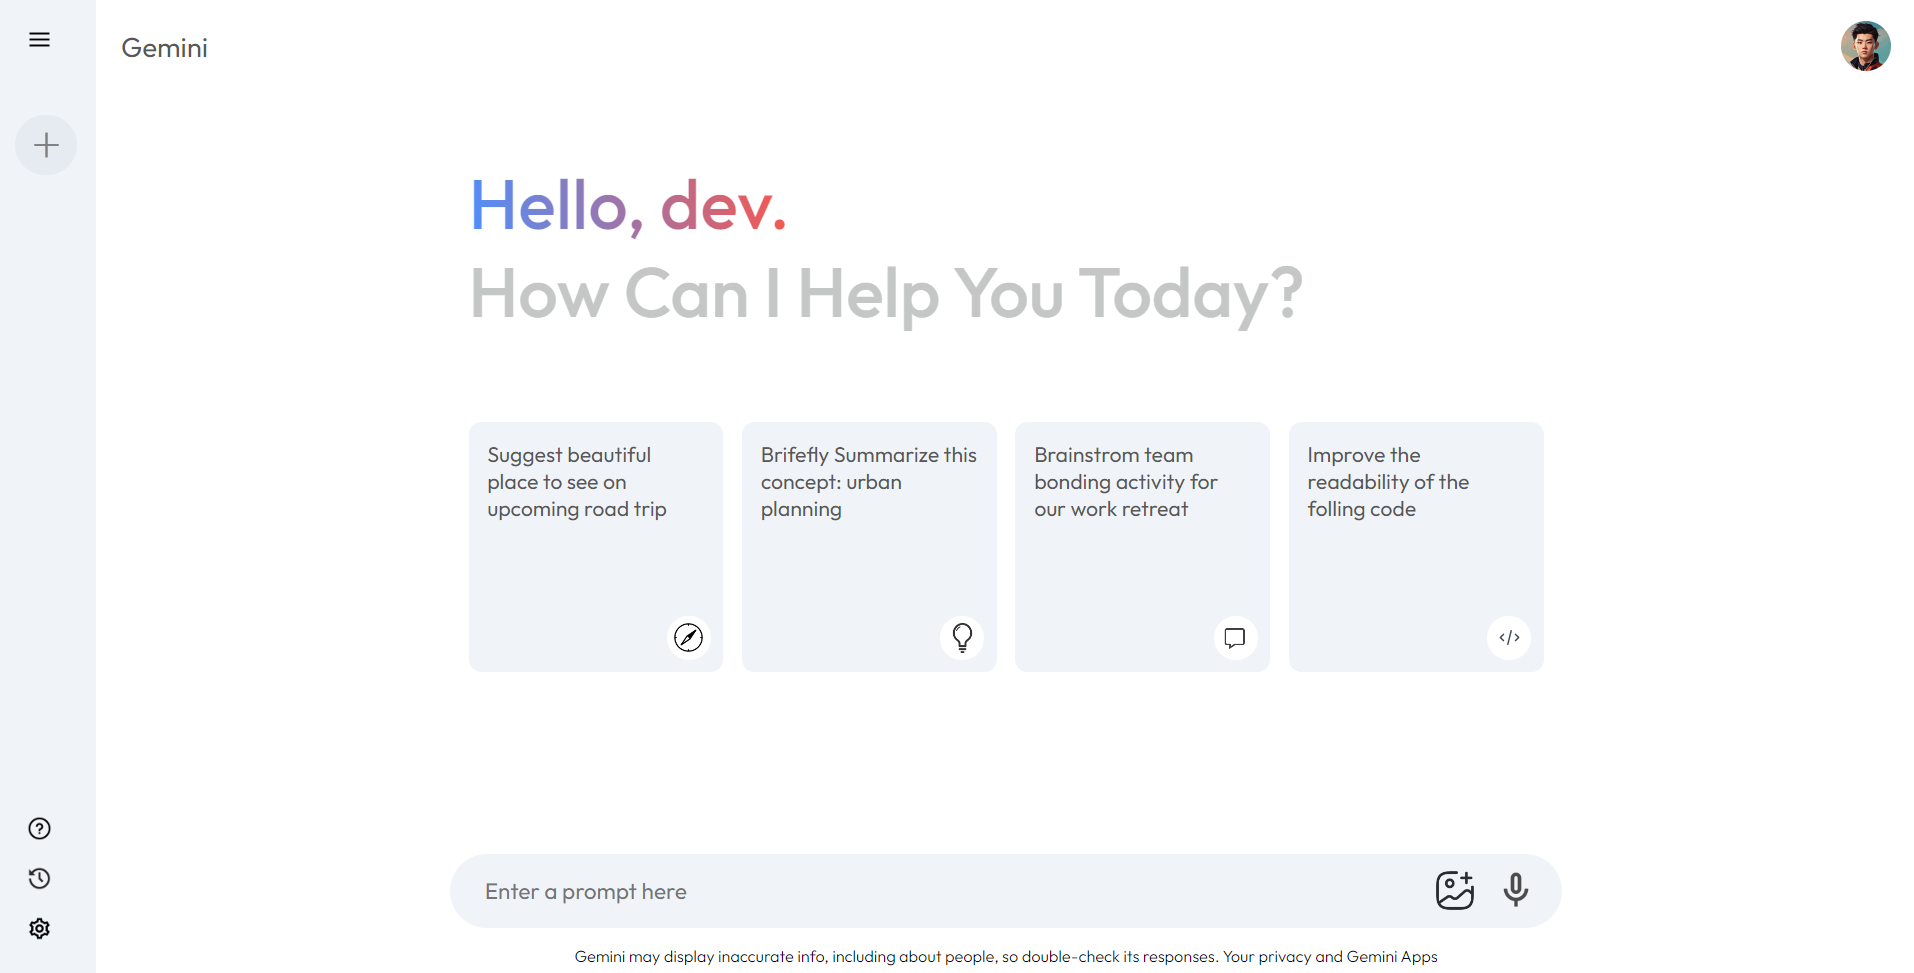 Gemini
Hello, dev.
How Can I Help You Today?
Suggest beautiful
place to see on
upcoming road trip
Brifefly Summarize this
concept: urban
planning
Brainstrom team
bonding activity for
our work retreat
Improve the
readability of the
folling code
Enter a prompt here
Gemini may display inaccurate info, including about people, so double-check its responses. Your privacy and Gemini Apps